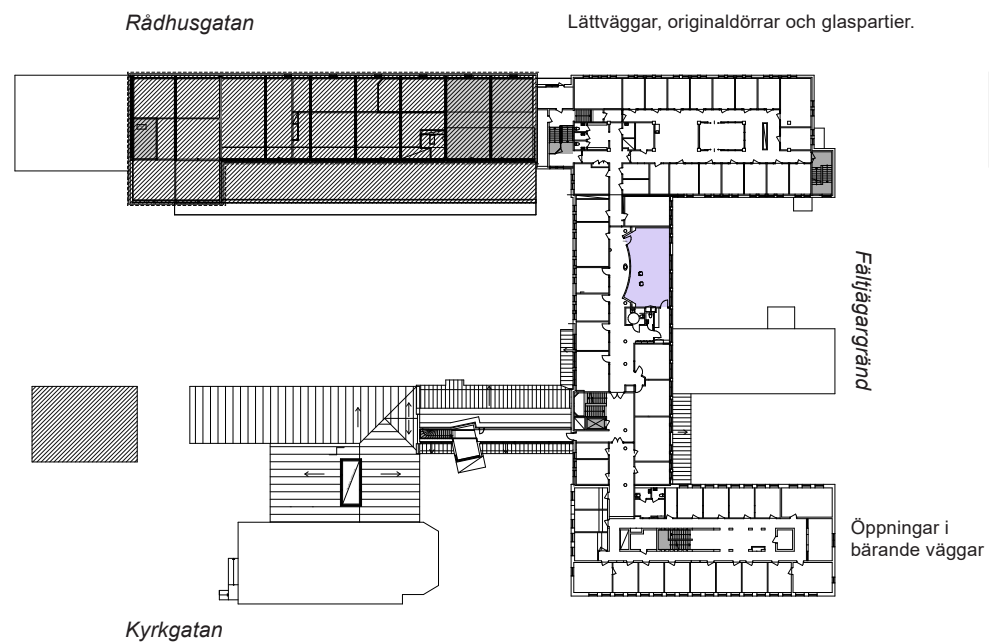 Rådhusgatan
Lättväggar, originaldörrar och glaspartier.
Fältjägargränd
Öppningar i
bärande väggar
Kyrkgatan